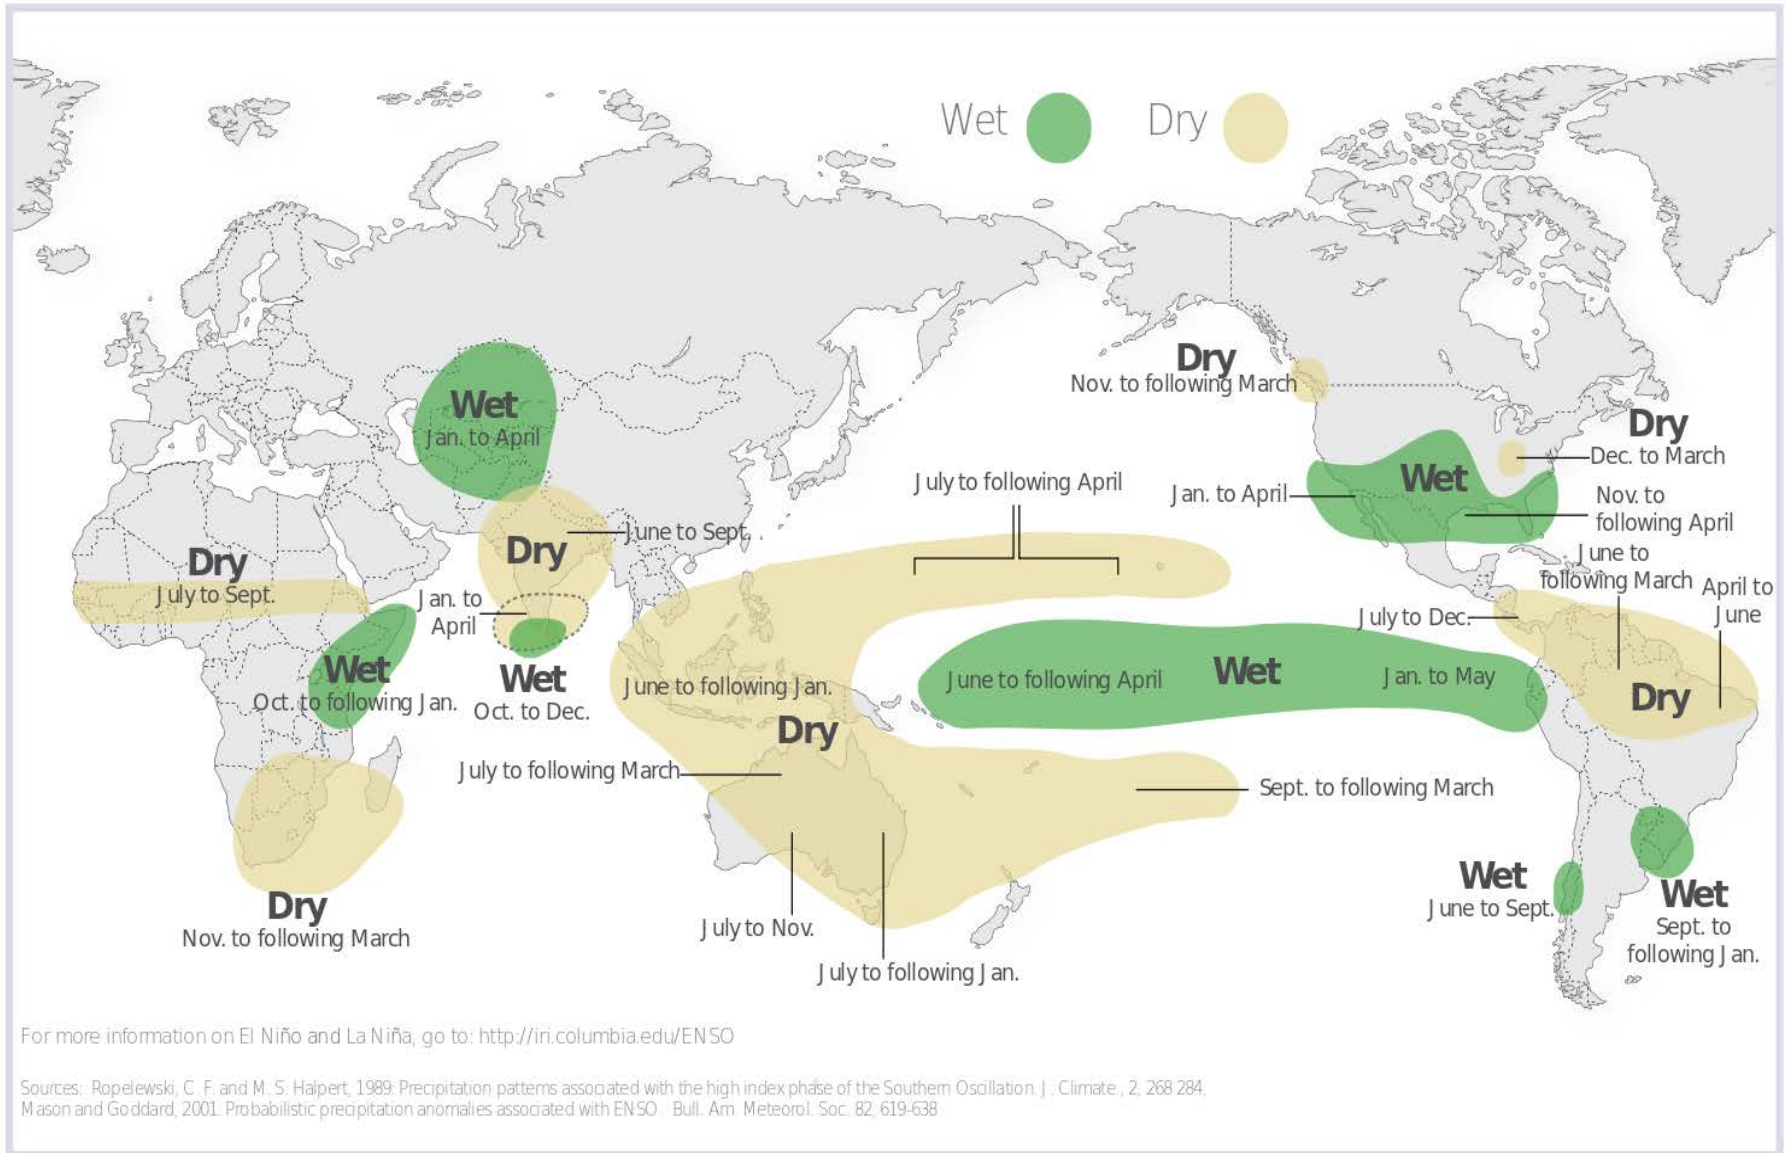 Wet
Dry
Dry
Nov. to following March
Wet
Jan. to April
Dry
Dec. to March
Wet
Jan. to April
Nov. to
following April
July to following April
June to Sept.
Dry
Dry
July to Sept.
Jan. to
April
June to
following March
April to
June
July to Dec.
Wet
Oct. to following Jan.
Wet
Oct. to Dec.
June to following Jan.
Dry
June to following April
Wet
Jan. to May
Dry
July to following March
Sept. to following March
Dry
Nov. to following March
July to Nov.
July to following Jan.
Wet
June to Sept.
Wet
Sept. to
following Jan.
For more information on El Niño and La Niña, go to: http://iri.columbia.edu/ENSO
Sources: Ropelewski, C. F. and M. S. Halpert, 1989: Precipitation patterns associated with the high index phase of the Southern Oscillation. J. Climate., 2, 268 284,
Mason and Goddard, 2001. Probabilistic precipitation anomalies associated with ENSO. Bull. Am. Meteorol. Soc. 82, 619-638